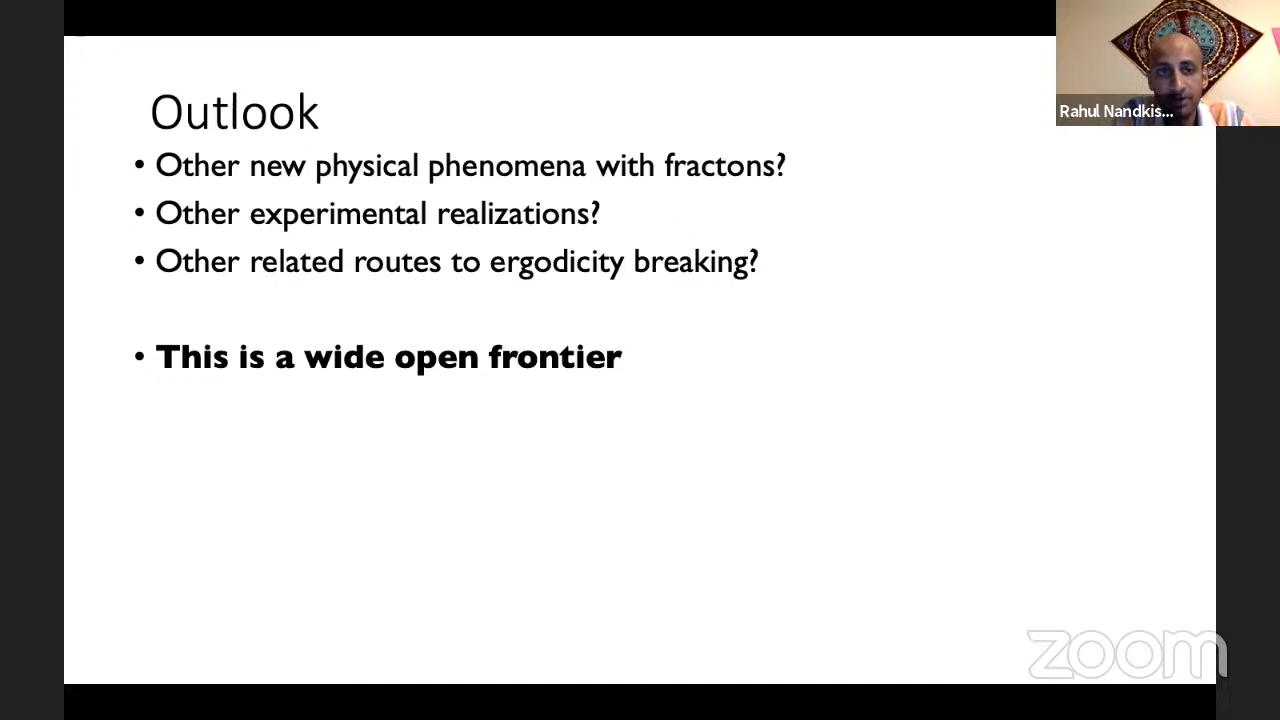 Rahul Nandkis...
Outlook
• Other new physical phenomena with fractons?
• Other experimental realizations?
• Other related routes to ergodicity breaking?
• This is a wide open frontier
zoom